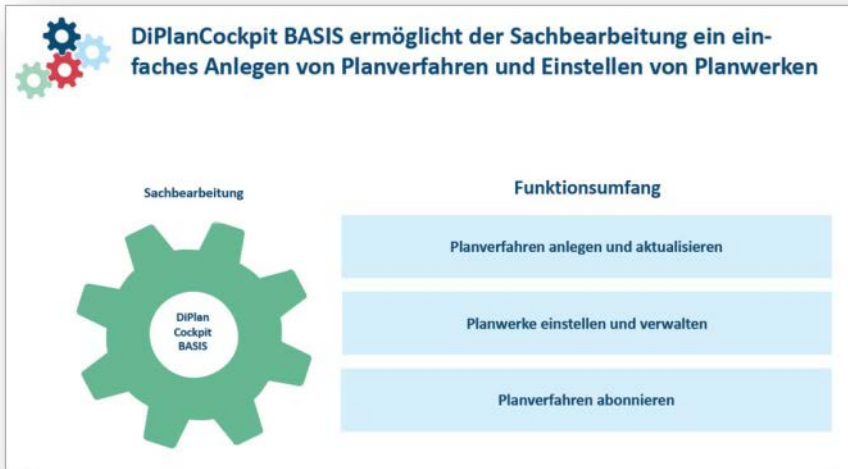 DiPlanCockpit BASIS ermöglicht der Sachbearbeitung ein ein-
faches Anlegen von Planverfahren und Einstellen von Planwerken
Sachbearbeitung
DiPlan
Cockpit
BASIS
Funktionsumfang
Planverfahren anlegen und aktualisieren
Planwerke einstellen und verwalten
Planverfahren abonnieren